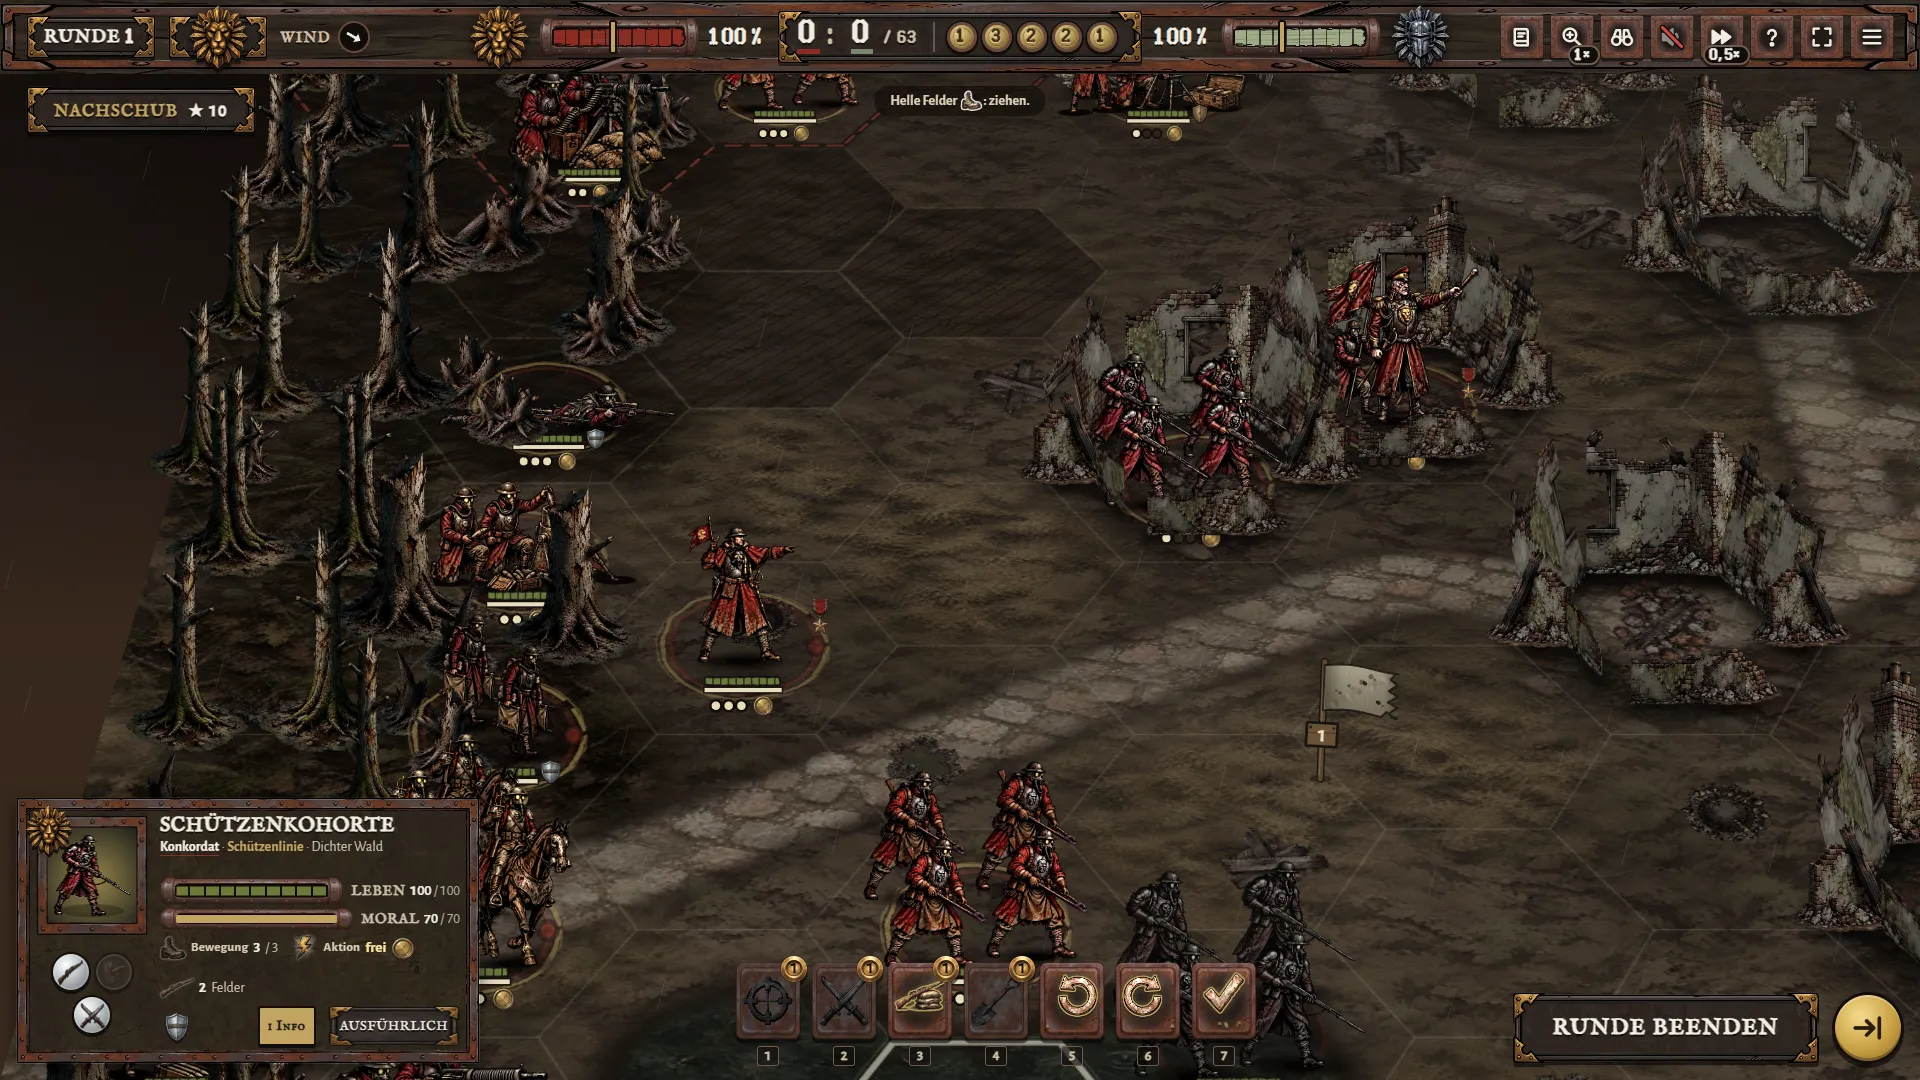 RUNDE 1
WIND
100%
0 : 0 / 63
1 3 2 2 1
100%
1×
0,5×
?
NACHSCHUB ★ 10
Helle Felder : ziehen.
1
SCHÜTZENKOHORTE
Konkordat · Schützenlinie · Dichter Wald
LEBEN 100/100
MORAL 70/70
Bewegung 3 /3 Aktion frei
2 Felder
I INFO
AUSFÜHRLICH
1 1 1 1
1 2 3 4 5 6 7
RUNDE BEENDEN